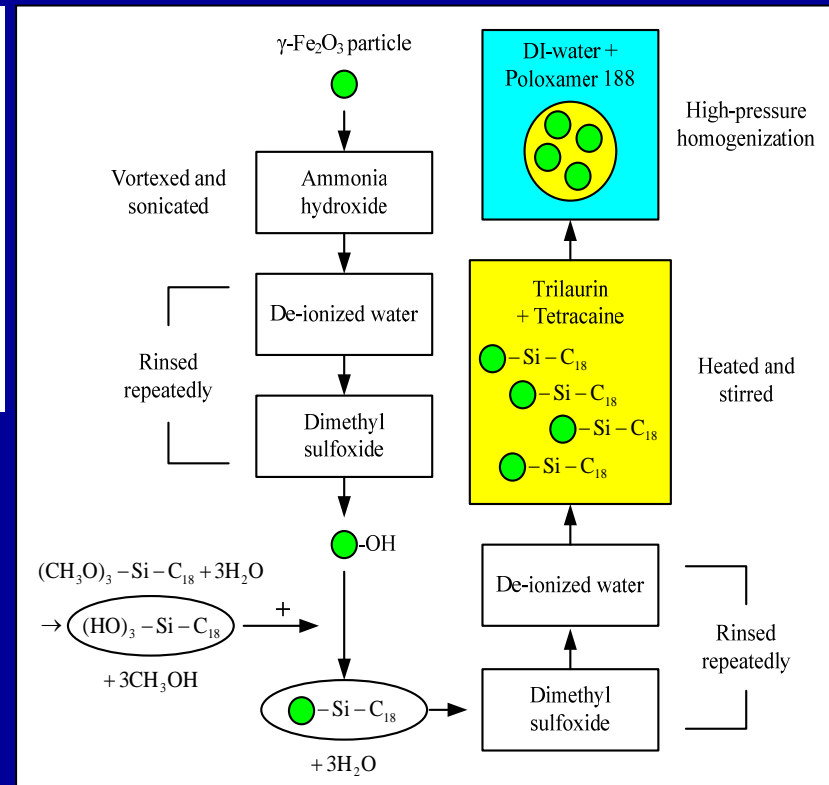 γ-Fe₂O₃ particle
Vortexed and
sonicated
Ammonia
hydroxide
De-ionized water
Rinsed
repeatedly
Dimethyl
sulfoxide
-OH
(CH₃O)₃ – Si – C₁₈ + 3H₂O
→ (HO)₃ – Si – C₁₈
+ 3CH₃OH
+
– Si – C₁₈
+ 3H₂O
Dimethyl
sulfoxide
De-ionized water
Rinsed
repeatedly
Trilaurin
+ Tetracaine
– Si – C₁₈
– Si – C₁₈
– Si – C₁₈
– Si – C₁₈
Heated and
stirred
DI-water +
Poloxamer 188
High-pressure
homogenization